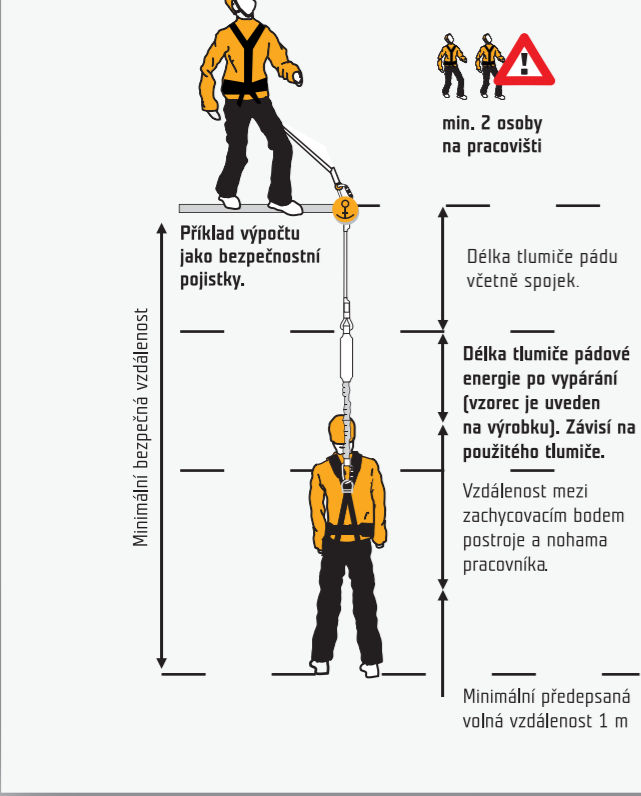 min. 2 osoby
na pracovišti
Příklad výpočtu
jako bezpečnostní
pojistky.
Délka tlumiče pádu
včetně spojek.
Minimální bezpečná vzdálenost
Délka tlumiče pádové
energie po vypárání
(vzorec je uveden
na výrobku). Závisí na
použitého tlumiče.
Vzdálenost mezi
zachycovacím bodem
postroje a nohama
pracovníka.
Minimální předepsaná
volná vzdálenost 1 m